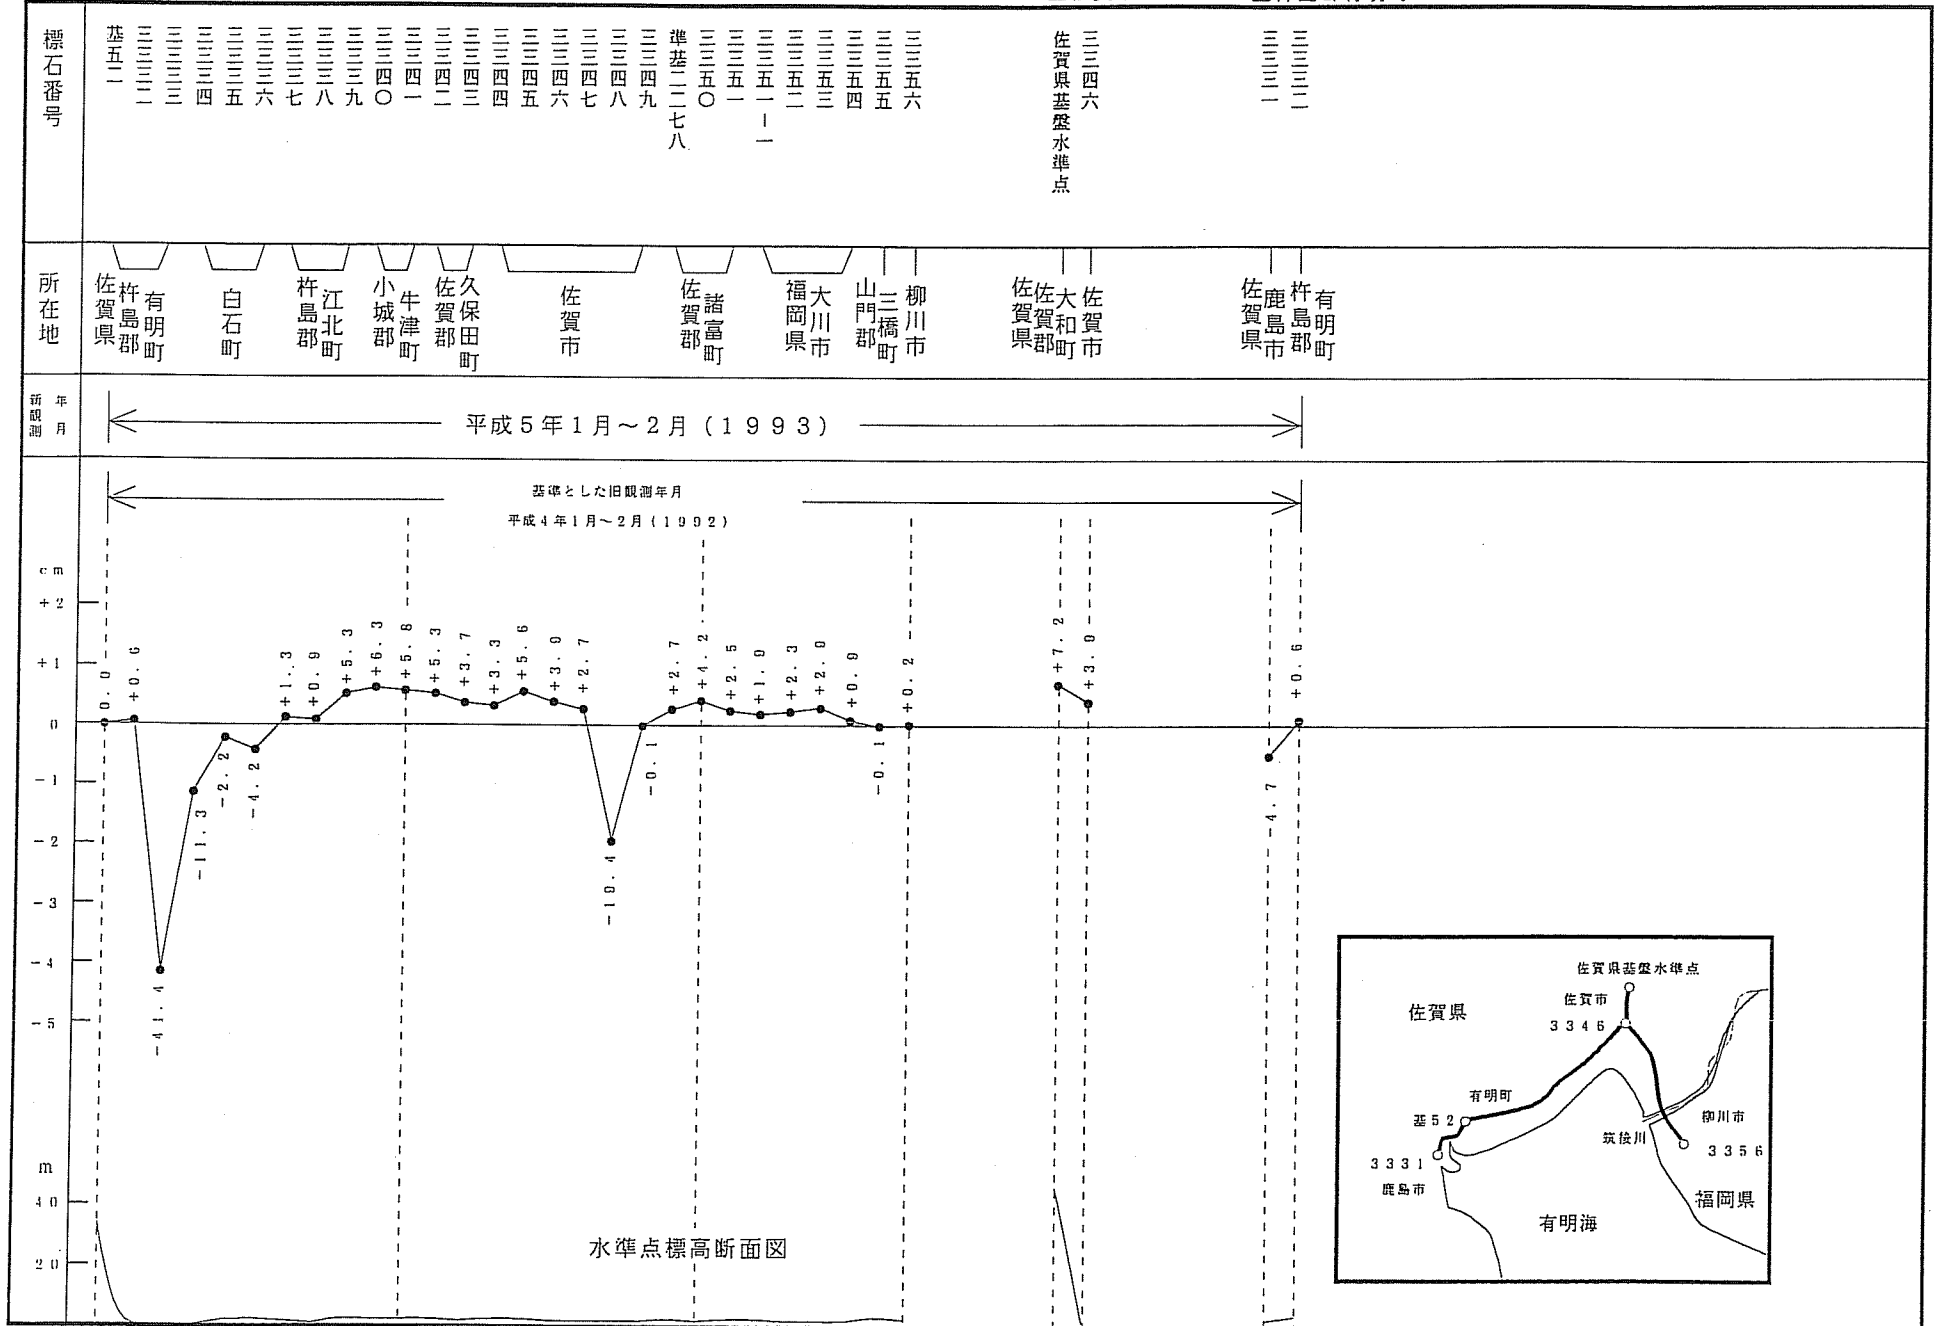 標石番号
基五二
三三三二
三三三三
三三三四
三三三五
三三三六
三三三七
三三三八
三三三九
三三四〇
三三四一
三三四二
三三四三
三三四四
三三四五
三三四六
三三四七
三三四八
三三四九
準基二二七八
三三五〇
三三五一
三三五一ー一
三三五二
三三五三
三三五四
三三五五
三三五六
佐賀県基盤水準点
三三四六
三三三一
三三三二
所在地
佐賀県
杵島郡
有明町
白石町
杵島郡
江北町
小城郡
牛津町
佐賀郡
久保田町
佐賀市
佐賀郡
諸富町
福岡県
大川市
山門郡
三橋町
柳川市
佐賀県
佐賀郡
大和町
佐賀市
佐賀県
鹿島市
杵島郡
有明町
新観測
年月
平成5年1月～2月(1993)
基準とした旧観測年月
平成4年1月～2月(1992)
cm
+2
+1
0
-1
-2
-3
-4
-5
0.0
+0.6
-41.4
-11.3
-2.2
-4.2
+1.3
+0.9
+5.3
+6.3
+5.8
+5.3
+3.7
+3.3
+5.6
+3.9
+2.7
-19.4
-0.1
+2.7
+4.2
+2.5
+1.9
+2.3
+2.9
+0.9
-0.1
+0.2
+7.2
+3.9
-4.7
+0.6
m
40
20
水準点標高断面図
佐賀県基盤水準点
佐賀県
佐賀市
3346
有明町
基52
柳川市
筑後川
3356
3331
鹿島市
福岡県
有明海